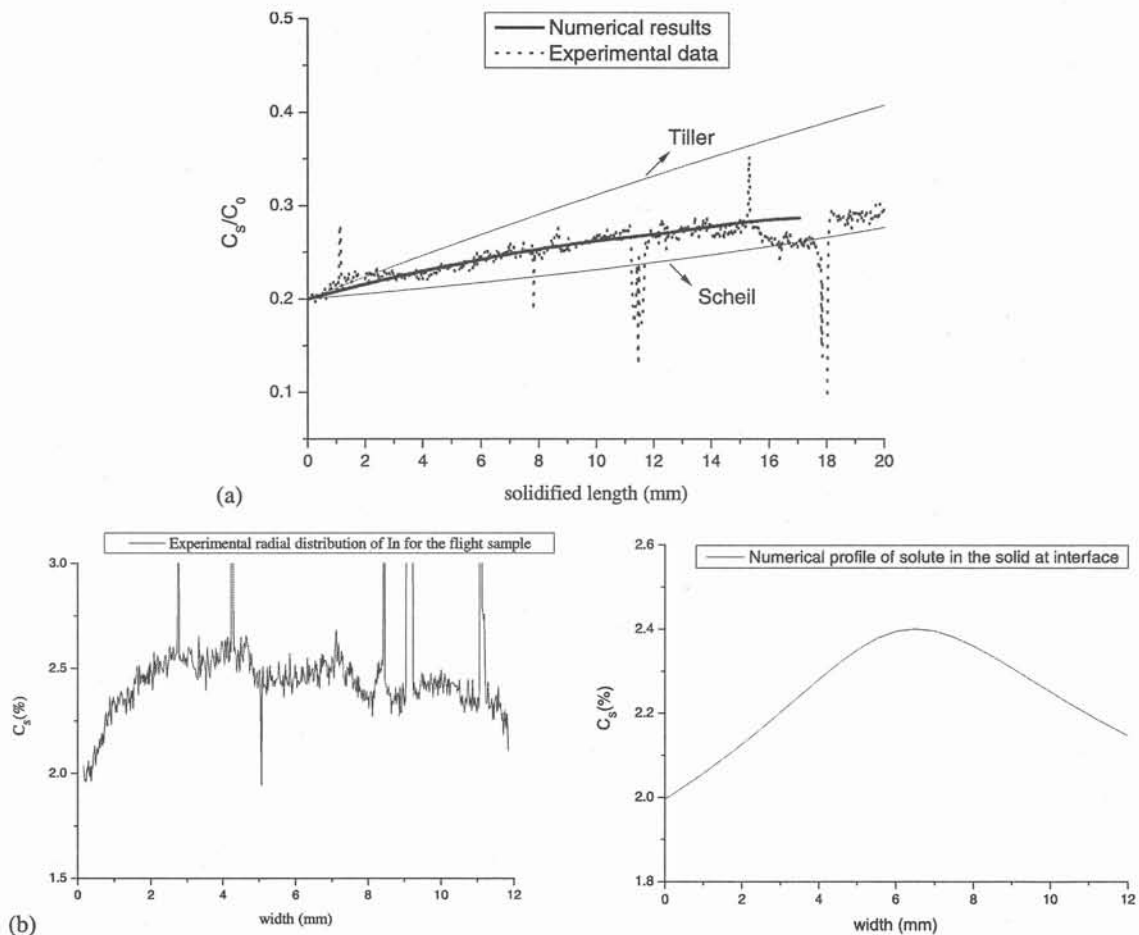 0.5
Numerical results
Experimental data
0.4
Tiller
0.3
Cs/C0
0.2
Scheil
0.1
0 2 4 6 8 10 12 14 16 18 20
(a)
solidified length (mm)
Experimental radial distribution of In for the flight sample
3.0
2.5
Cs(%)
2.0
1.5
0 2 4 6 8 10 12
(b)
width (mm)
2.6
Numerical profile of solute in the solid at interface
2.4
Cs(%)
2.2
2.0
1.8
0 2 4 6 8 10 12
width (mm)